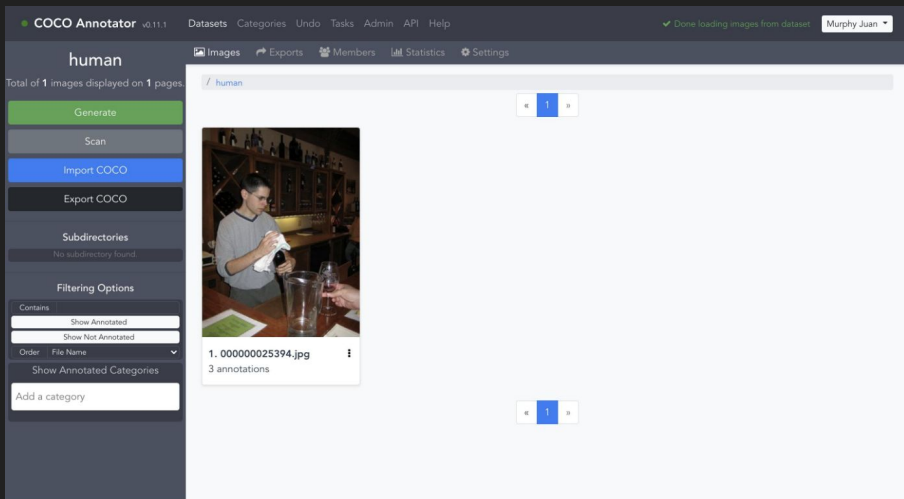 COCO Annotator v0.11.1
Datasets Categories Undo Tasks Admin API Help
Done loading images from dataset
Murphy Juan
human
Total of 1 images displayed on 1 pages.
Generate
Scan
Import COCO
Export COCO
Subdirectories
No subdirectory found.
Filtering Options
Contains
Show Annotated
Show Not Annotated
Order File Name
Show Annotated Categories
Add a category
Images Exports Members Statistics Settings
/ human
« 1 »
1. 000000025394.jpg
3 annotations
« 1 »